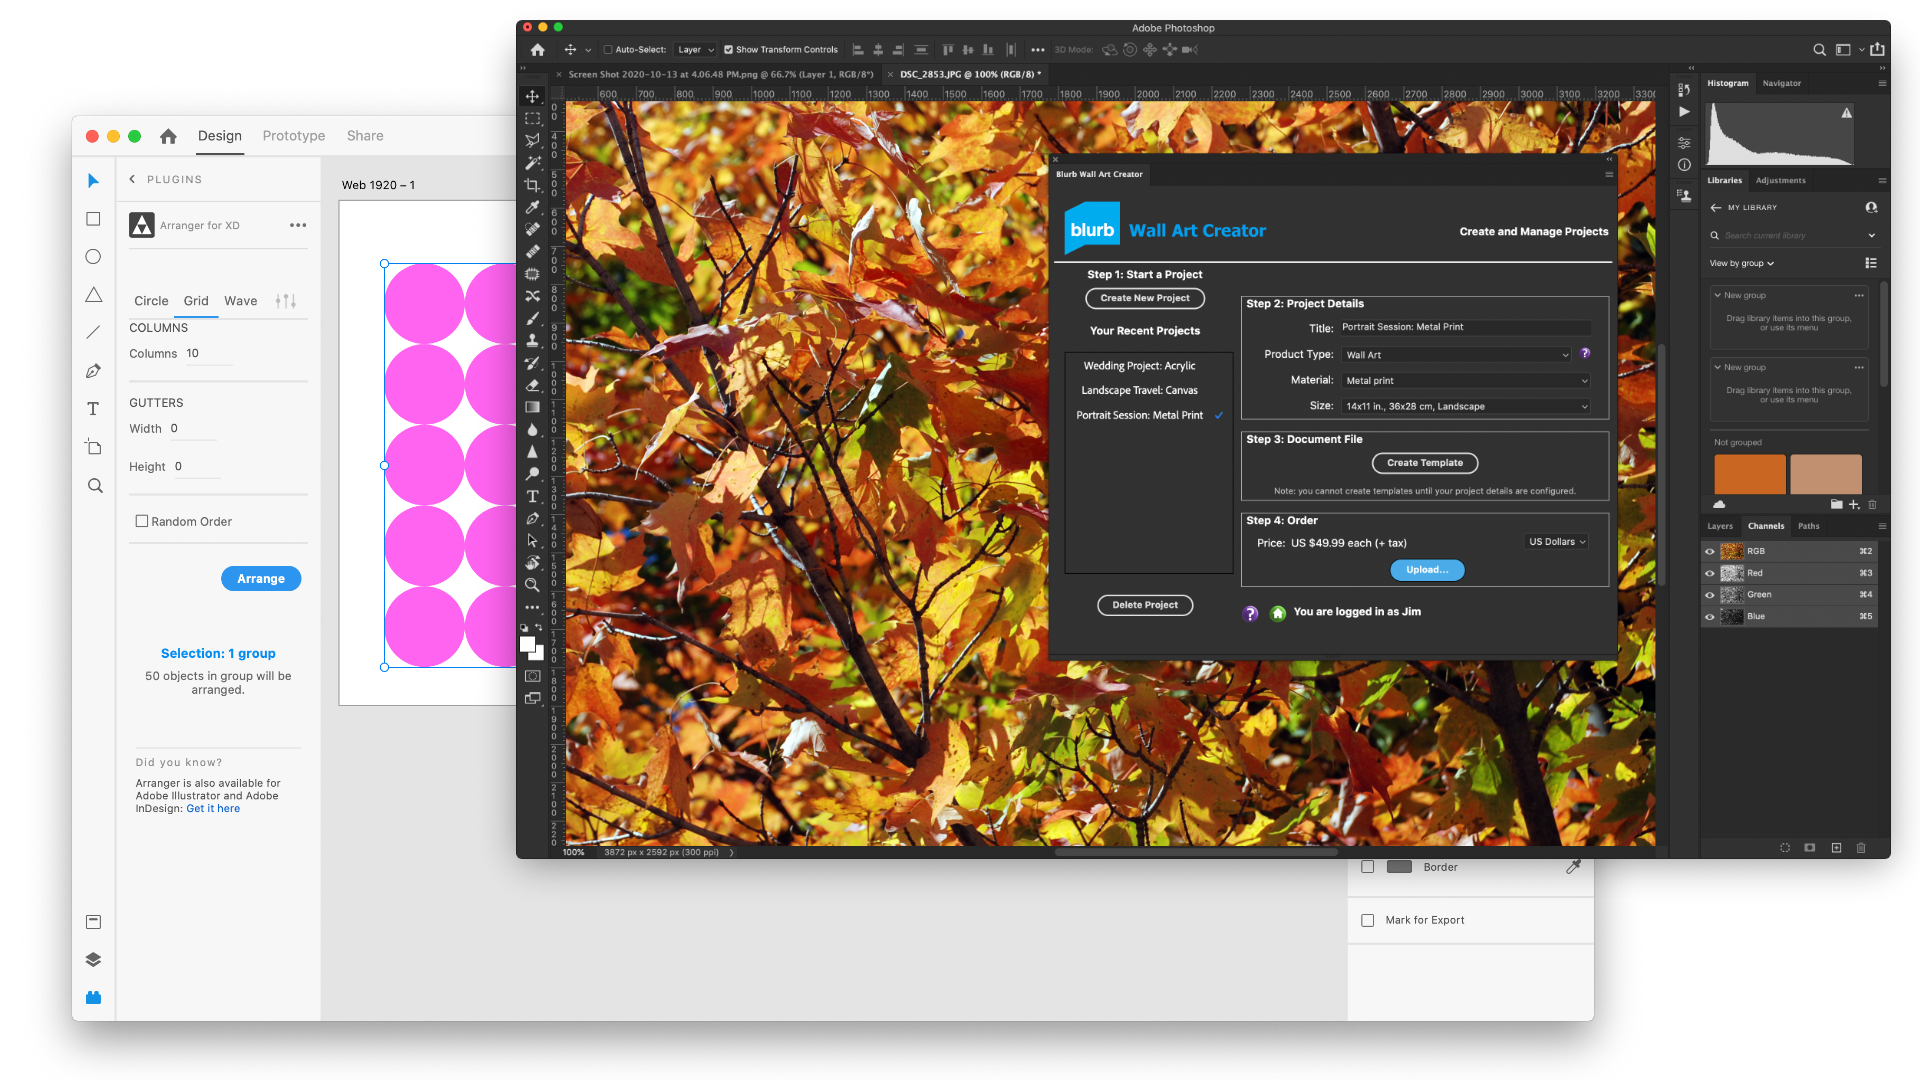 Adobe Photoshop
Auto-Select: Layer Show Transform Controls 3D Mode:
Screen Shot 2020-10-13 at 4.06.48 PM.png @ 66.7% (Layer 1, RGB/8*)
DSC_2853.JPG @ 100% (RGB/8) *
600 700 800 900 1000 1100 1200 1300 1400 1500 1600 1700 1800 1900 2000 2100 2200 2300 2400 2500 2600 2700 2800 2900 3000 3100 3200 3300
Histogram Navigator
Design Prototype Share
PLUGINS
Arranger for XD
Circle Grid Wave
COLUMNS
Columns 10
GUTTERS
Width 0
Height 0
Random Order
Arrange
Selection: 1 group
50 objects in group will be
arranged.
Did you know?
Arranger is also available for
Adobe Illustrator and Adobe
InDesign: Get it here
Web 1920 – 1
Blurb Wall Art Creator
blurb Wall Art Creator
Create and Manage Projects
Step 1: Start a Project
Create New Project
Your Recent Projects
Wedding Project: Acrylic
Landscape Travel: Canvas
Portrait Session: Metal Print
Delete Project
Step 2: Project Details
Title: Portrait Session: Metal Print
Product Type: Wall Art
?
Material: Metal print
Size: 14x11 in., 36x28 cm, Landscape
Step 3: Document File
Create Template
Note: you cannot create templates until your project details are configured.
Step 4: Order
Price: US $49.99 each (+ tax) US Dollars
Upload...
? You are logged in as Jim
Libraries Adjustments
MY LIBRARY
Search current library
View by group
New group
Drag library items into this group,
or use its menu
New group
Drag library items into this group,
or use its menu
Not grouped
Layers Channels Paths
RGB ⌘2
Red ⌘3
Green ⌘4
Blue ⌘5
100% 3872 px x 2592 px (300 ppi)
Border
Mark for Export